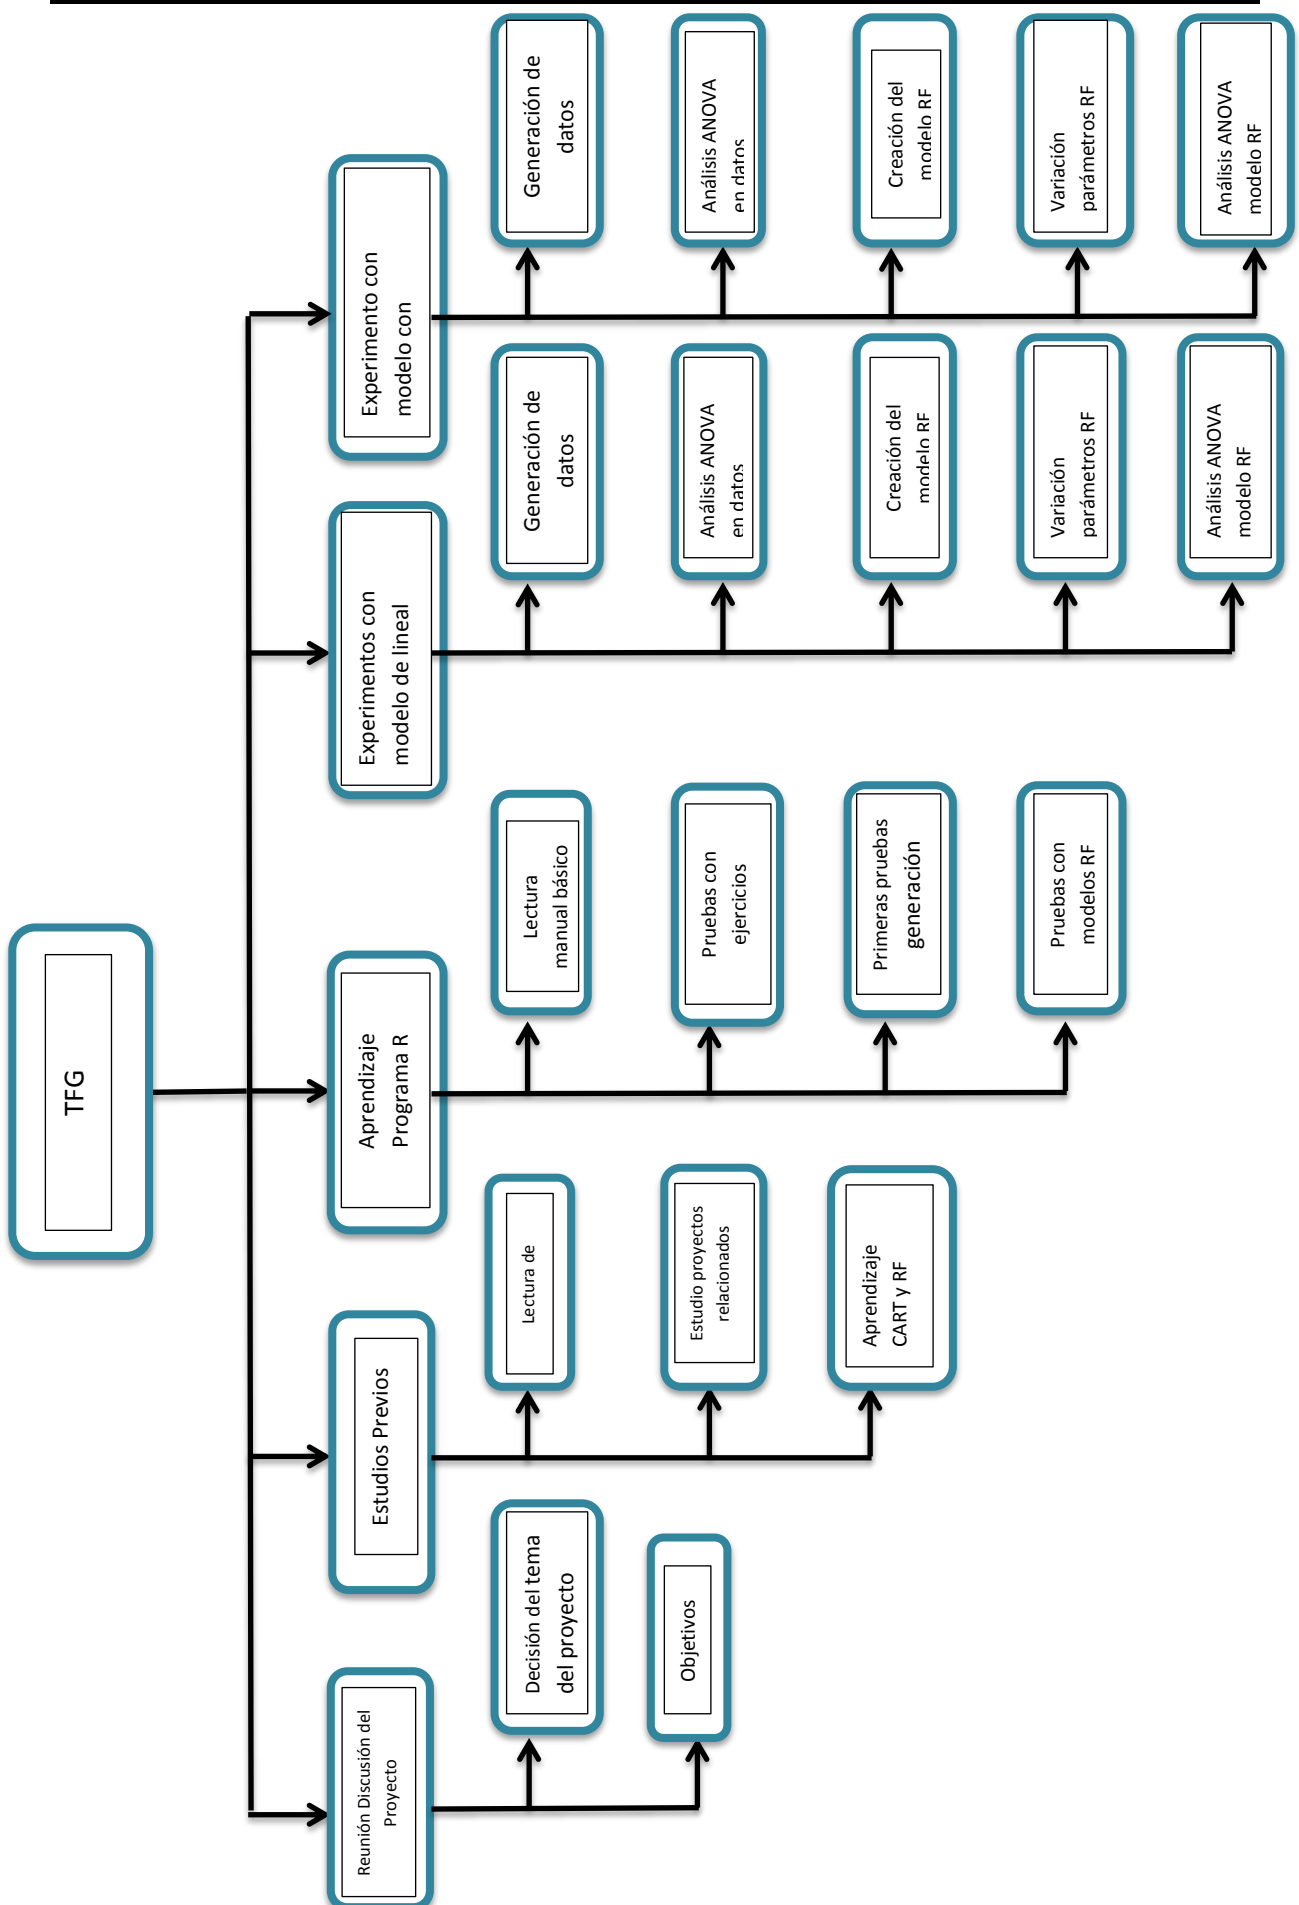 TFG
Reunión Discusión del
Proyecto
Decisión del tema
del proyecto
Objetivos
Estudios Previos
Lectura de
Estudio proyectos
relacionados
Aprendizaje
CART y RF
Aprendizaje
Programa R
Lectura
manual básico
Pruebas con
ejercicios
Primeras pruebas
generación
Pruebas con
modelos RF
Experimentos con
modelo de lineal
Generación de
datos
Análisis ANOVA
en datos
Creación del
modelo RF
Variación
parámetros RF
Análisis ANOVA
modelo RF
Experimento con
modelo con
Generación de
datos
Análisis ANOVA
en datos
Creación del
modelo RF
Variación
parámetros RF
Análisis ANOVA
modelo RF